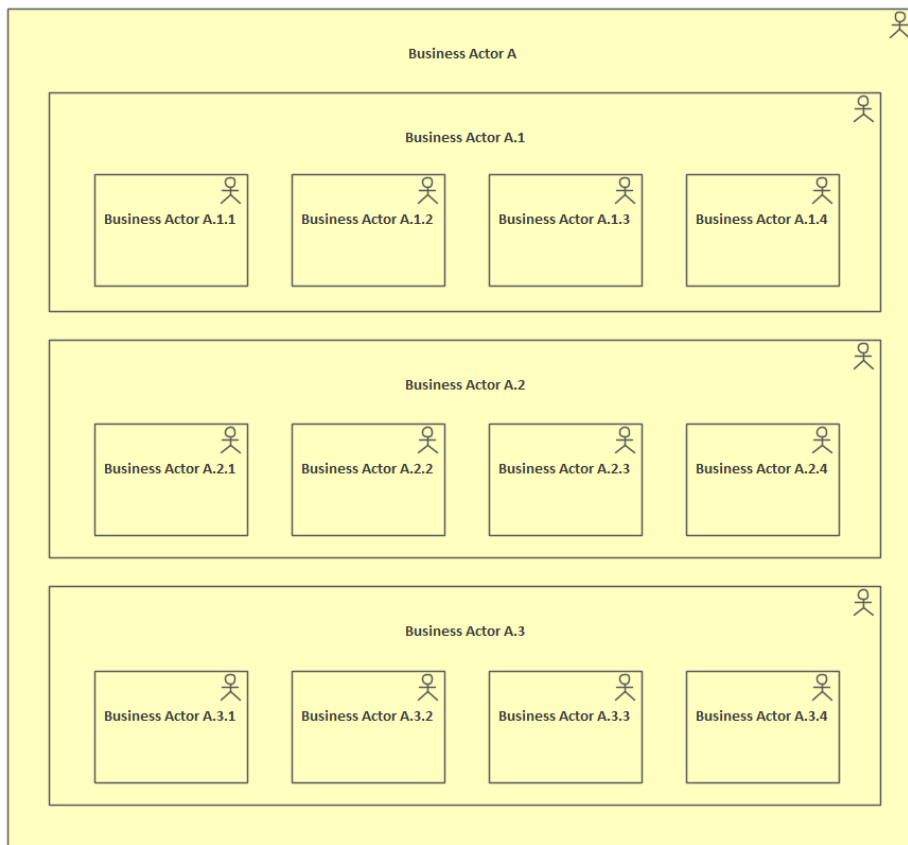 Business Actor A
Business Actor A.1
Business Actor A.1.1
Business Actor A.1.2
Business Actor A.1.3
Business Actor A.1.4
Business Actor A.2
Business Actor A.2.1
Business Actor A.2.2
Business Actor A.2.3
Business Actor A.2.4
Business Actor A.3
Business Actor A.3.1
Business Actor A.3.2
Business Actor A.3.3
Business Actor A.3.4